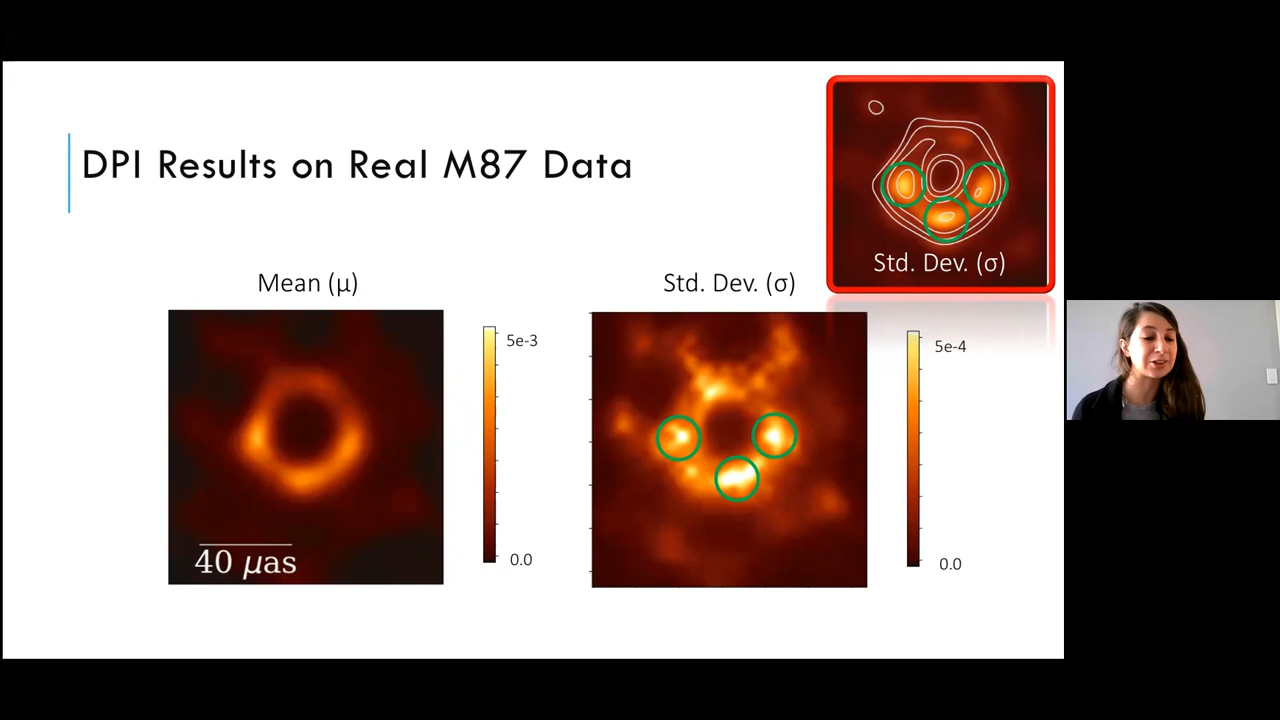 DPI Results on Real M87 Data
Std. Dev. (σ)
Mean (μ)
Std. Dev. (σ)
5e-3
0.0
40 μas
5e-4
0.0